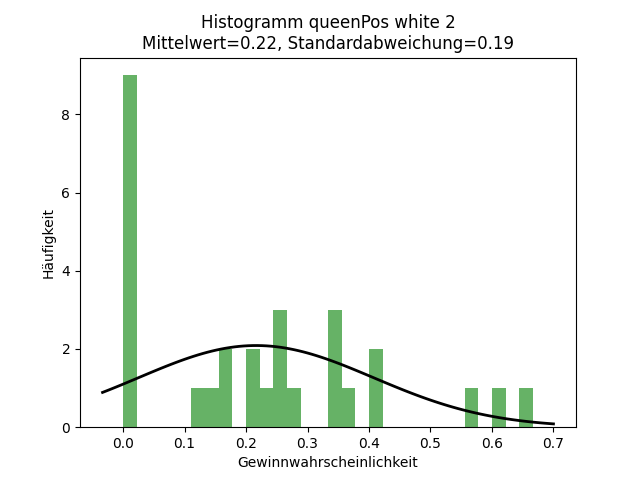 Histogramm queenPos white 2
Mittelwert=0.22, Standardabweichung=0.19
Häufigkeit
8
6
4
2
0
0.0 0.1 0.2 0.3 0.4 0.5 0.6 0.7
Gewinnwahrscheinlichkeit